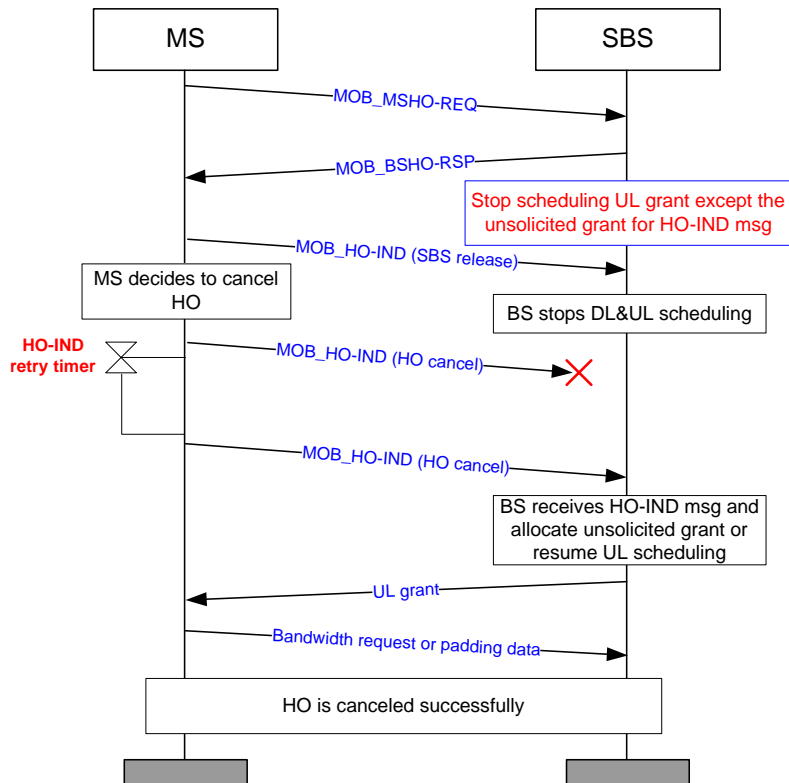 MS
SBS
MOB_MSHO-REQ
MOB_BSHO-RSP
Stop scheduling UL grant except the
unsolicited grant for HO-IND msg
MOB_HO-IND (SBS release)
MS decides to cancel
HO
BS stops DL&UL scheduling
HO-IND
retry timer
MOB_HO-IND (HO cancel)
MOB_HO-IND (HO cancel)
BS receives HO-IND msg and
allocate unsolicited grant or
resume UL scheduling
UL grant
Bandwidth request or padding data
HO is canceled successfully